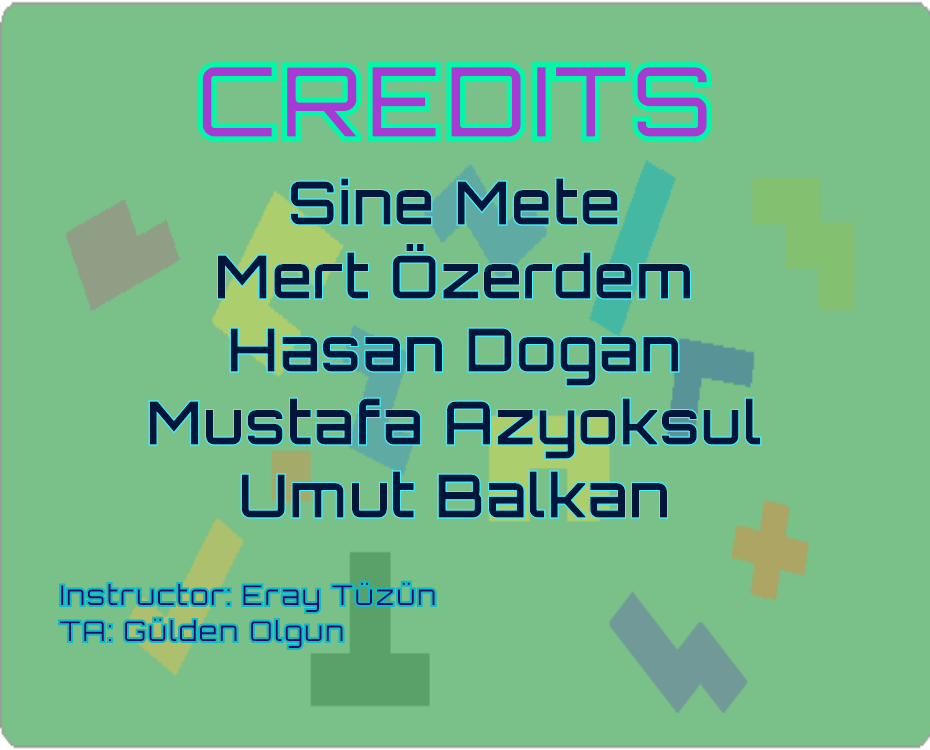 CREDITS
Sine Mete
Mert Özerdem
Hasan Dogan
Mustafa Azyoksul
Umut Balkan
Instructor: Eray Tüzün
TA: Gülden Olgun